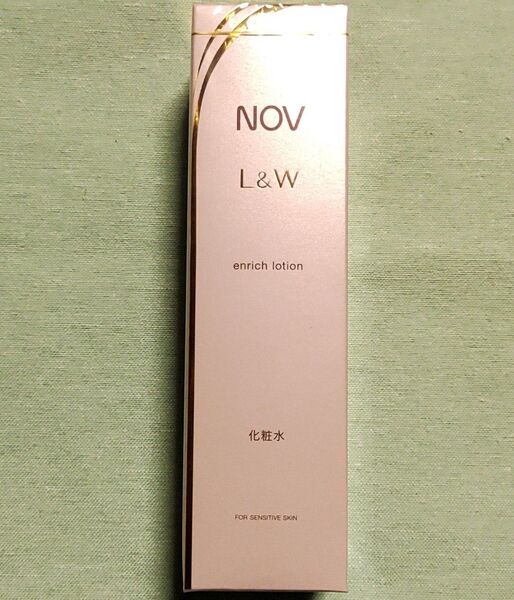 NOV
L&W
enrich lotion
化粧水
FOR SENSITIVE SKIN